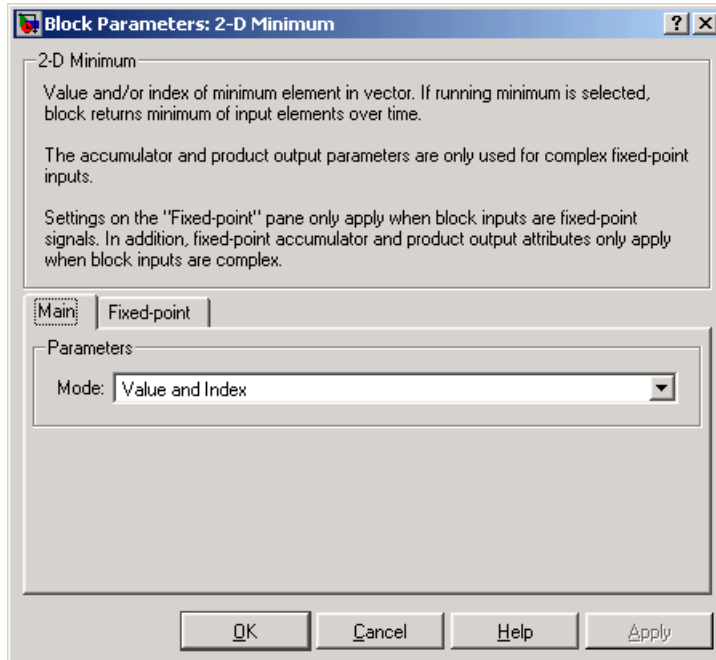 Block Parameters: 2-D Minimum
2-D Minimum
Value and/or index of minimum element in vector. If running minimum is selected,
block returns minimum of input elements over time.
The accumulator and product output parameters are only used for complex fixed-point
inputs.
Settings on the "Fixed-point" pane only apply when block inputs are fixed-point
signals. In addition, fixed-point accumulator and product output attributes only apply
when block inputs are complex.
Main Fixed-point
Parameters
Mode: Value and Index
OK Cancel Help Apply